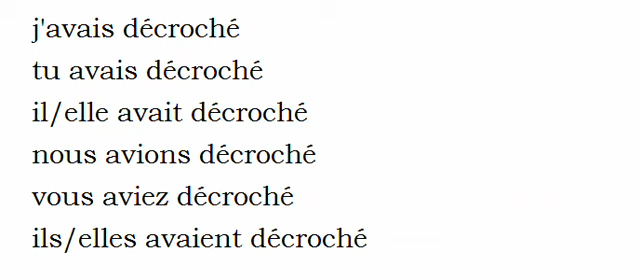 j'avais décroché
tu avais décroché
il/elle avait décroché
nous avions décroché
vous aviez décroché
ils/elles avaient décroché